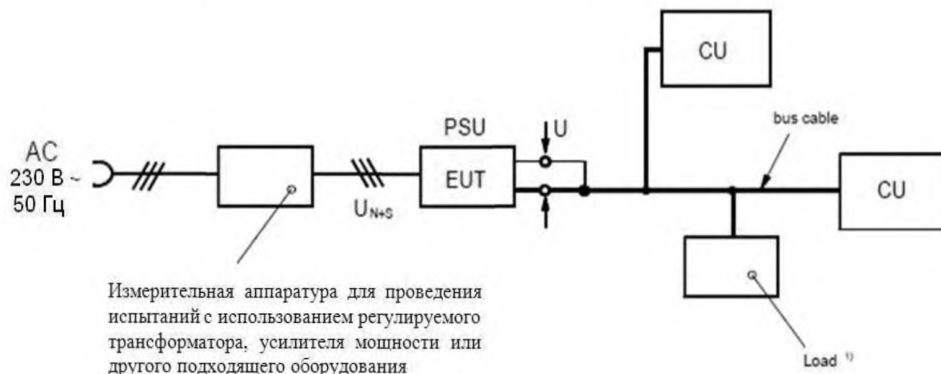 CU
bus cable
PSU
U
AC
230 В ~
50 Гц
EUT
U N+S
CU
Измерительная аппаратура для проведения
испытаний с использованием регулируемого
трансформатора, усилителя мощности или
другого подходящего оборудования
Load 1)